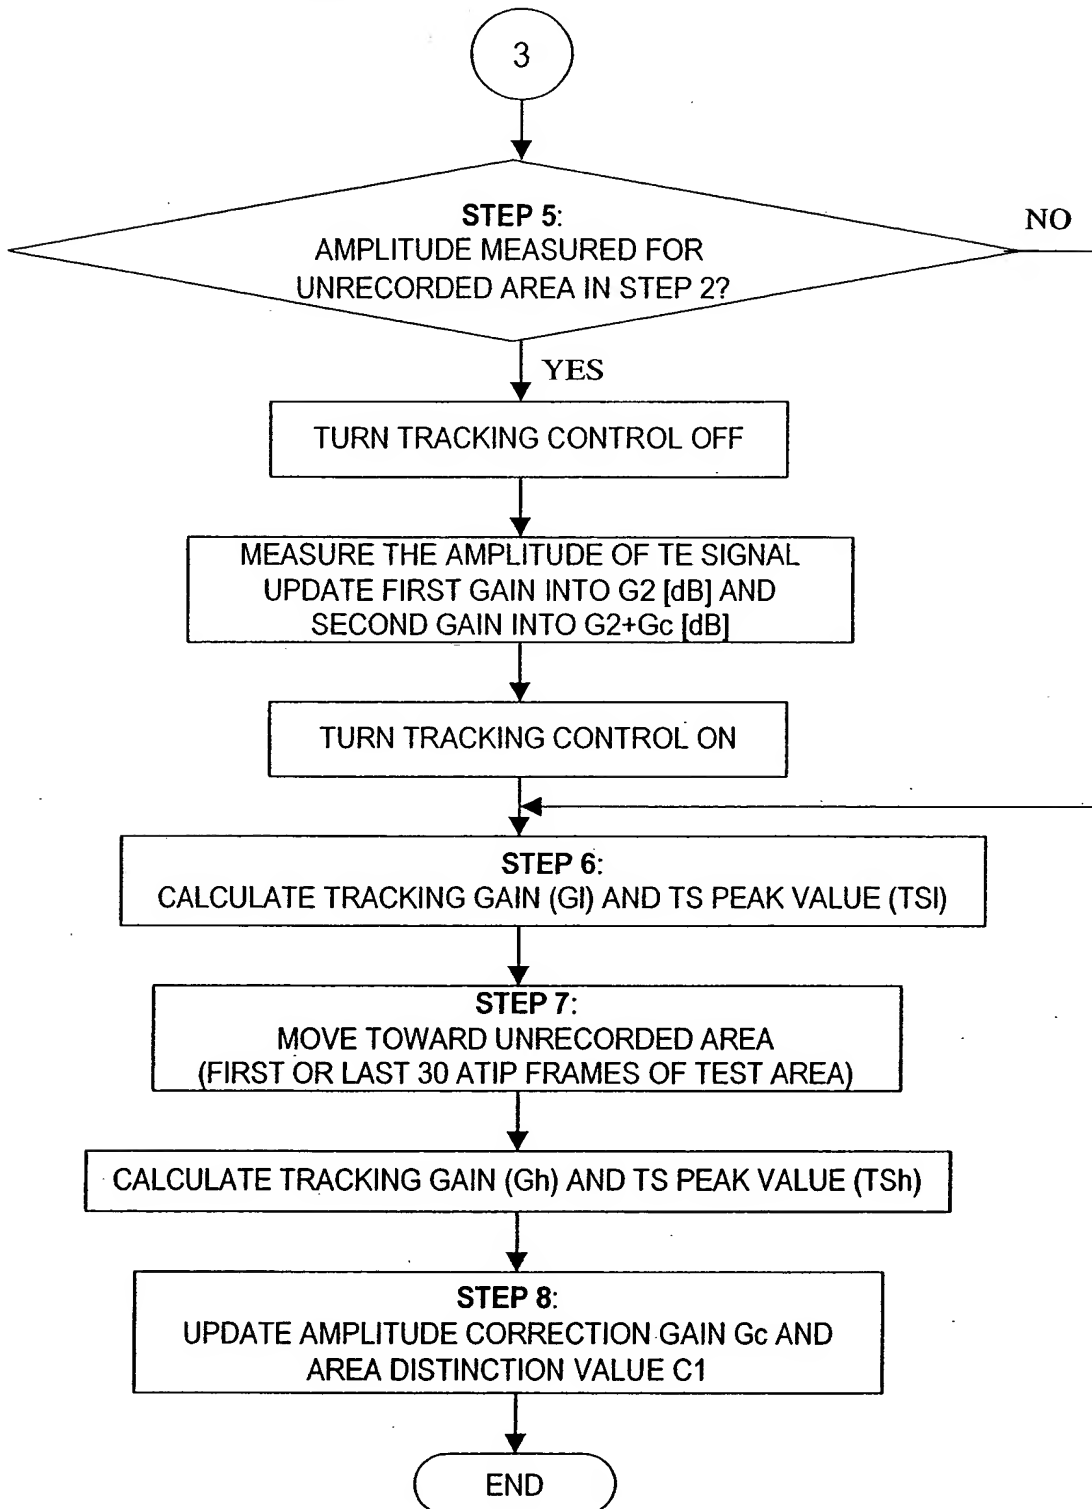 3
STEP 5:
AMPLITUDE MEASURED FOR
UNRECORDED AREA IN STEP 2?
NO
YES
TURN TRACKING CONTROL OFF
MEASURE THE AMPLITUDE OF TE SIGNAL
UPDATE FIRST GAIN INTO G2 [dB] AND
SECOND GAIN INTO G2+Gc [dB]
TURN TRACKING CONTROL ON
STEP 6:
CALCULATE TRACKING GAIN (Gl) AND TS PEAK VALUE (TSl)
STEP 7:
MOVE TOWARD UNRECORDED AREA
(FIRST OR LAST 30 ATIP FRAMES OF TEST AREA)
CALCULATE TRACKING GAIN (Gh) AND TS PEAK VALUE (TSh)
STEP 8:
UPDATE AMPLITUDE CORRECTION GAIN Gc AND
AREA DISTINCTION VALUE C1
END